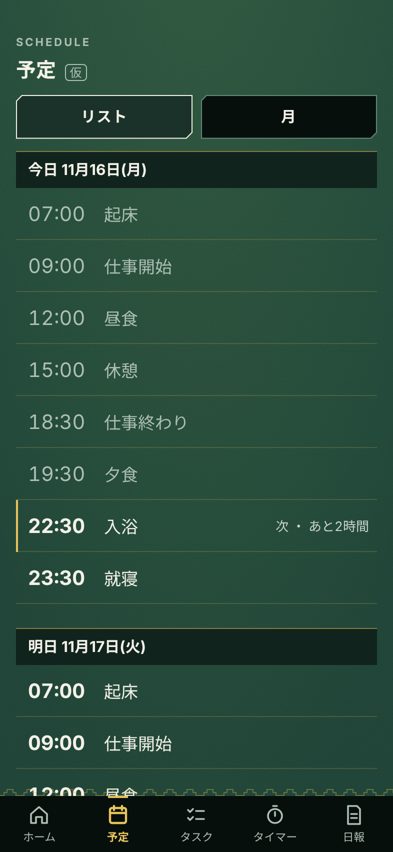 SCHEDULE
予定 仮
リスト 月
今日 11月16日(月)
07:00 起床
09:00 仕事開始
12:00 昼食
15:00 休憩
18:30 仕事終わり
19:30 夕食
22:30 入浴 次 ・ あと2時間
23:30 就寝
明日 11月17日(火)
07:00 起床
09:00 仕事開始
12:00 昼食
ホーム 予定 タスク タイマー 日報